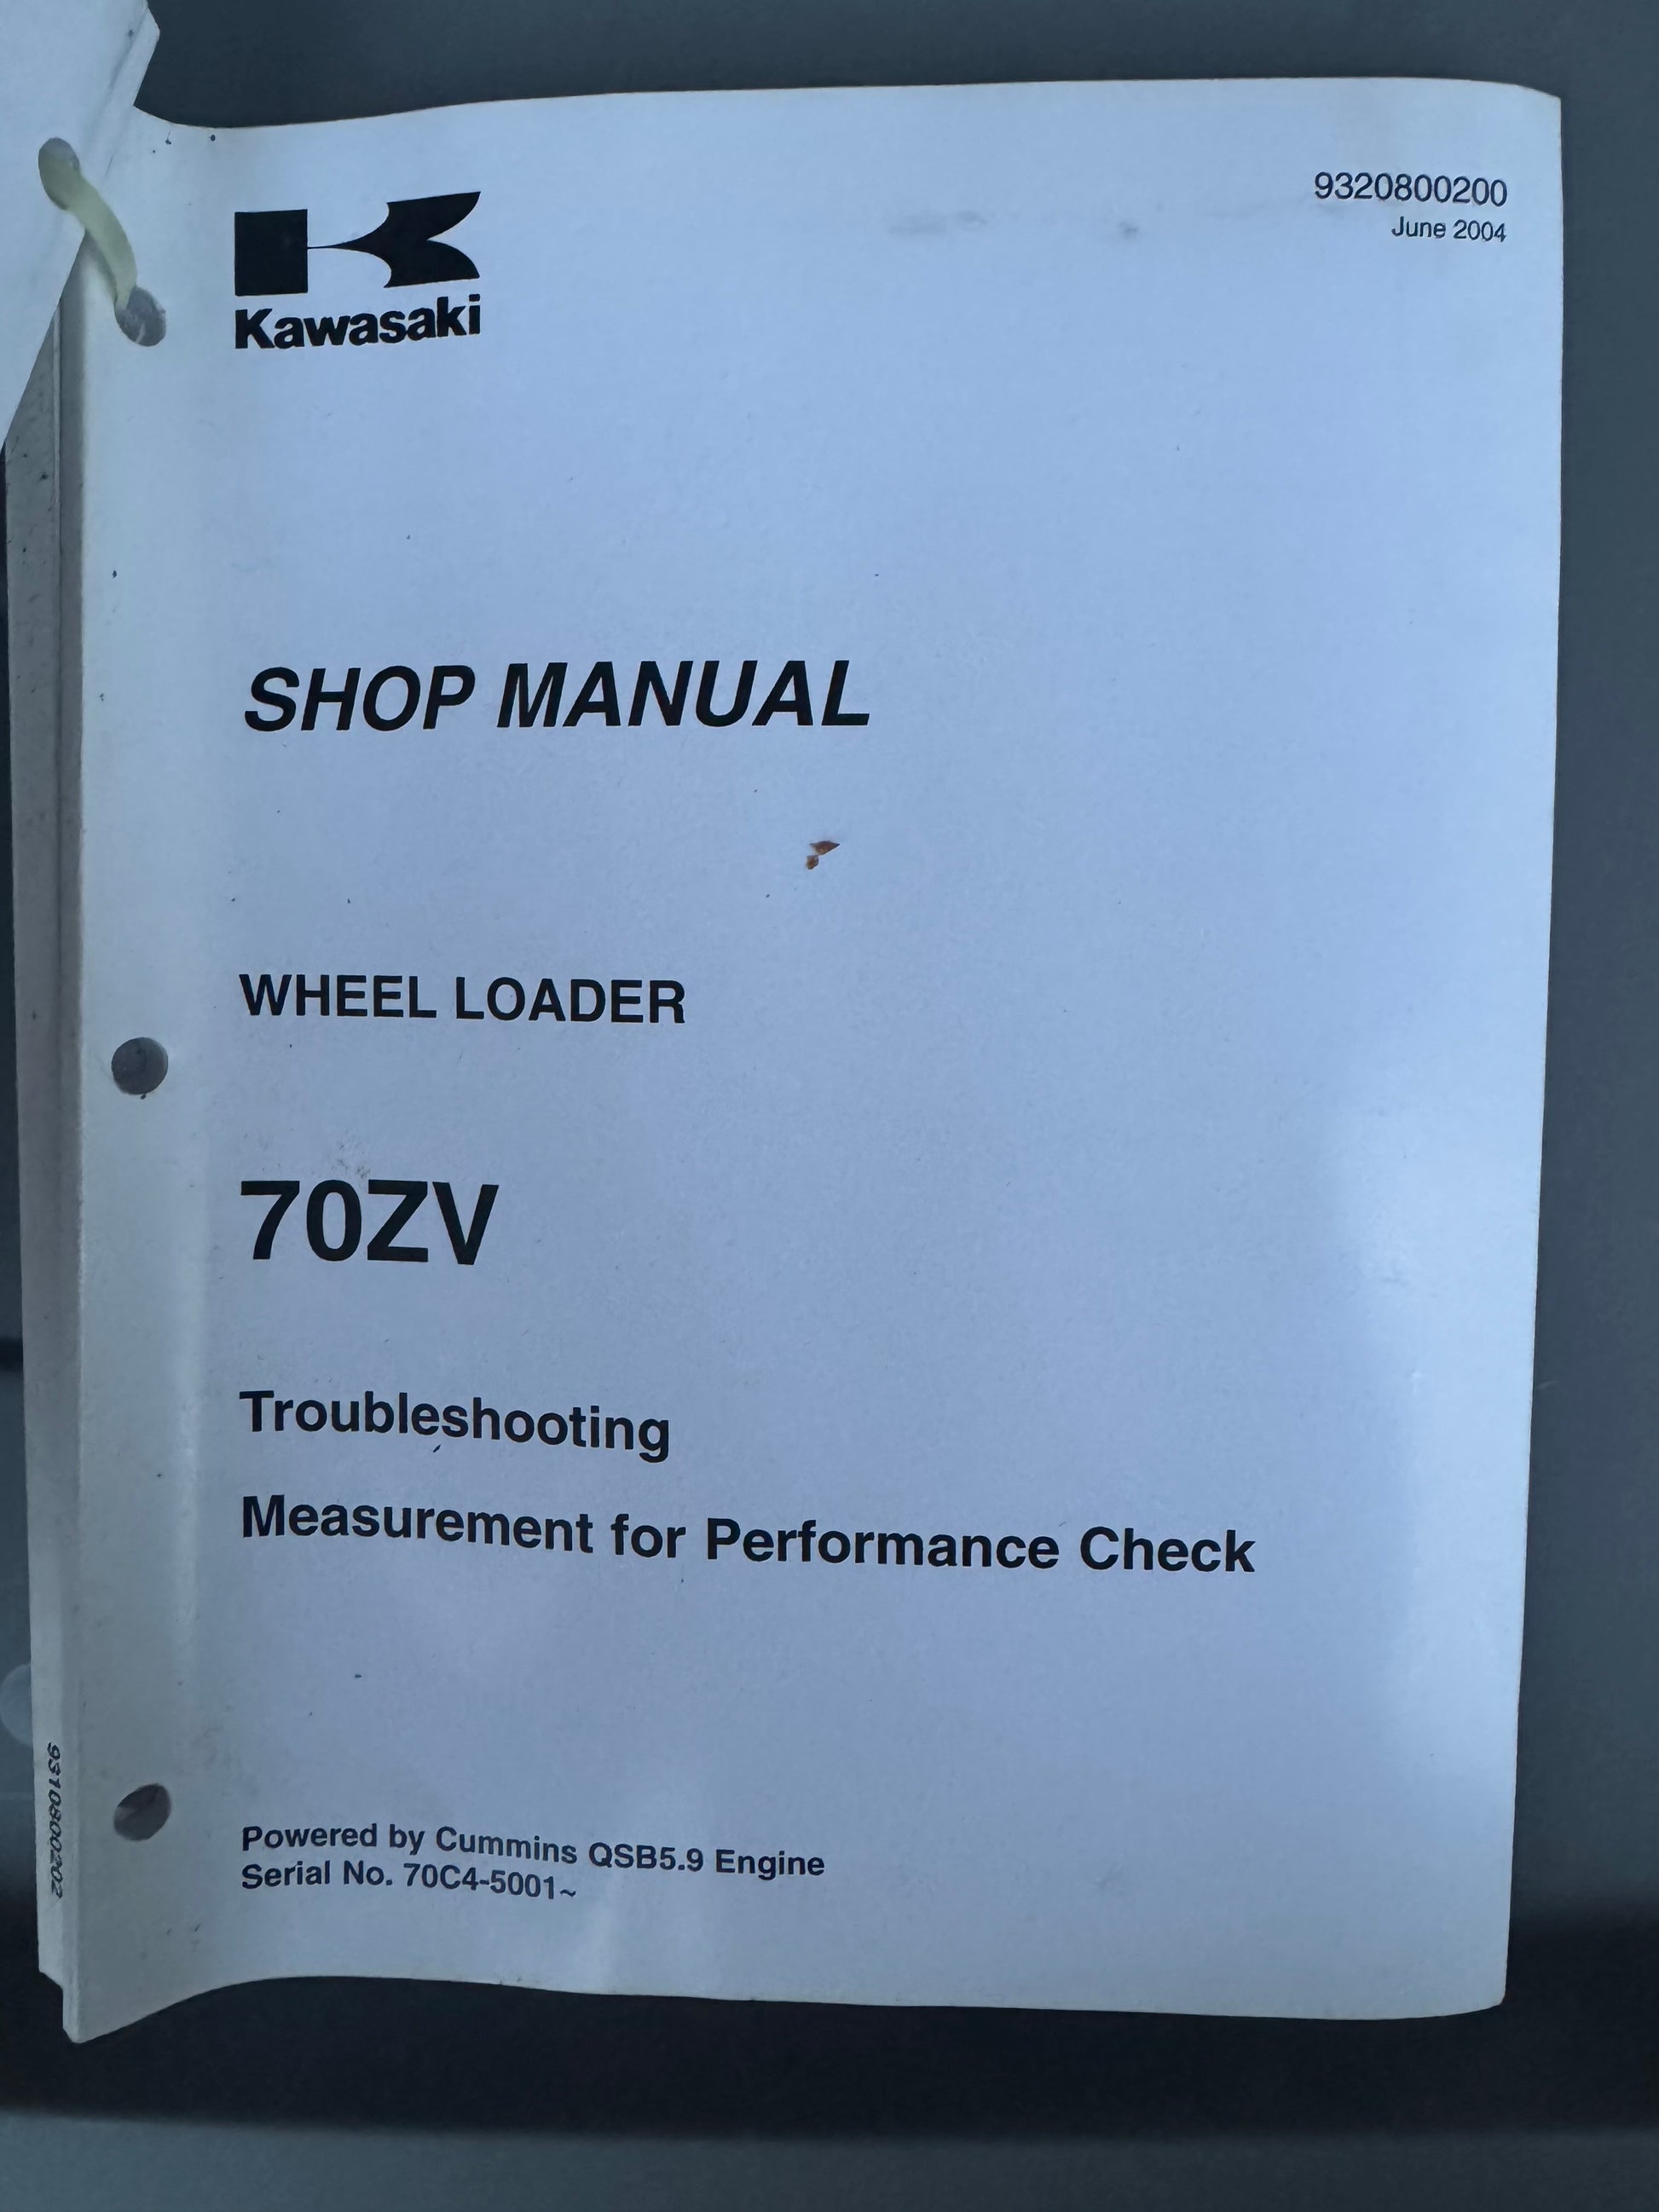 9320800200
June 2004
Kawasaki
SHOP MANUAL
WHEEL LOADER
70ZV
Troubleshooting
Measurement for Performance Check
Powered by Cummins QSB5.9 Engine
Serial No. 70C4-5001~
9310800202